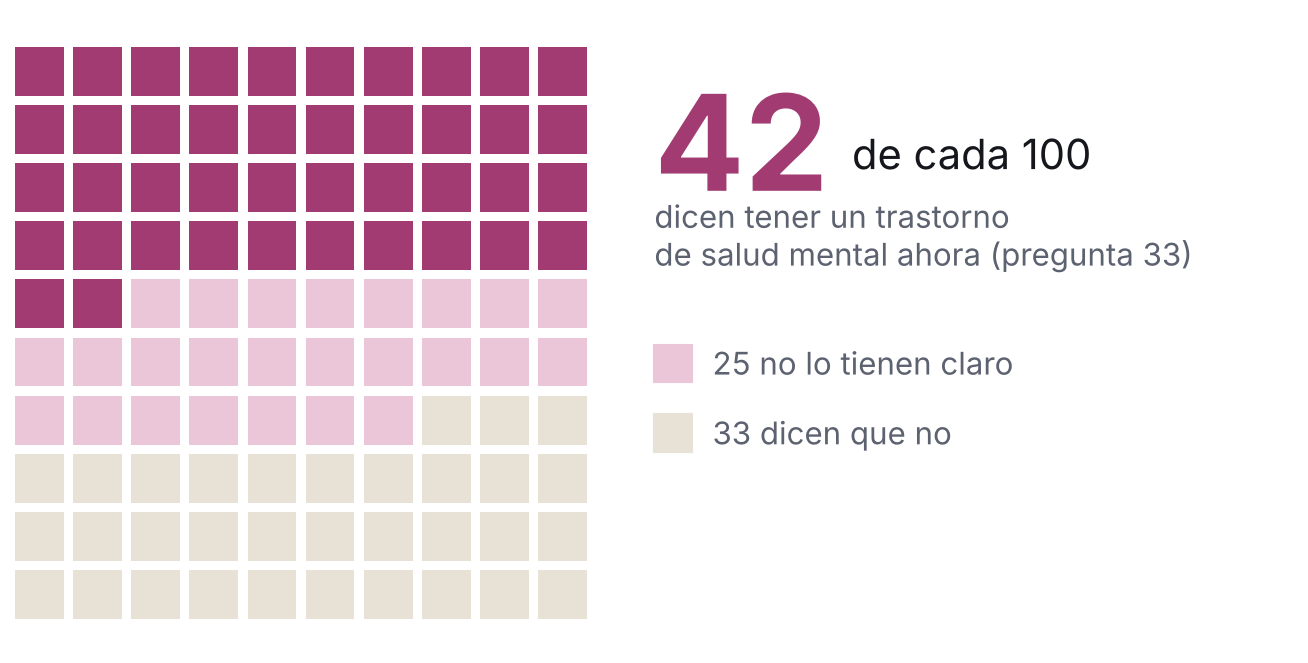 42 de cada 100
dicen tener un trastorno
de salud mental ahora (pregunta 33)
25 no lo tienen claro
33 dicen que no